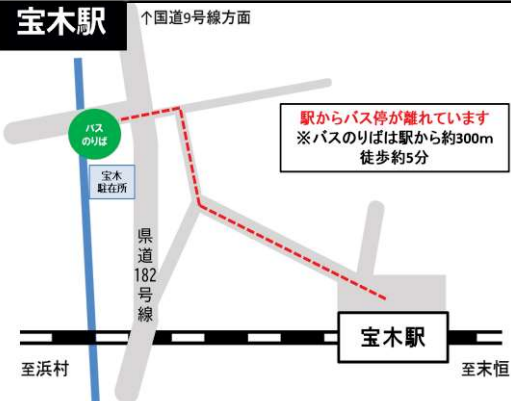 宝木駅
↑国道9号線方面
駅からバス停が離れています
※バスのりばは駅から約300m
徒歩約5分
バス
のりば
宝木
駐在所
県道182号線
宝木駅
至浜村
至末恒